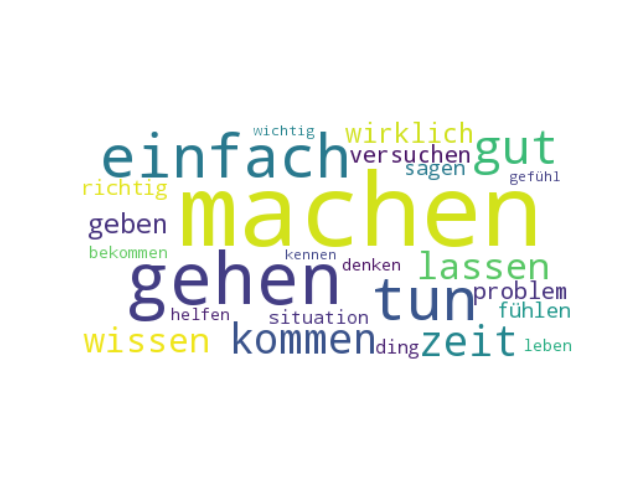 wichtig
einfach
wirklich
gut
versuchen
sagen
gefühl
richtig
machen
geben
bekommen
gehen
kennen
denken
lassen
tun
problem
helfen
situation
fühlen
wissen
kommen
ding
zeit
leben